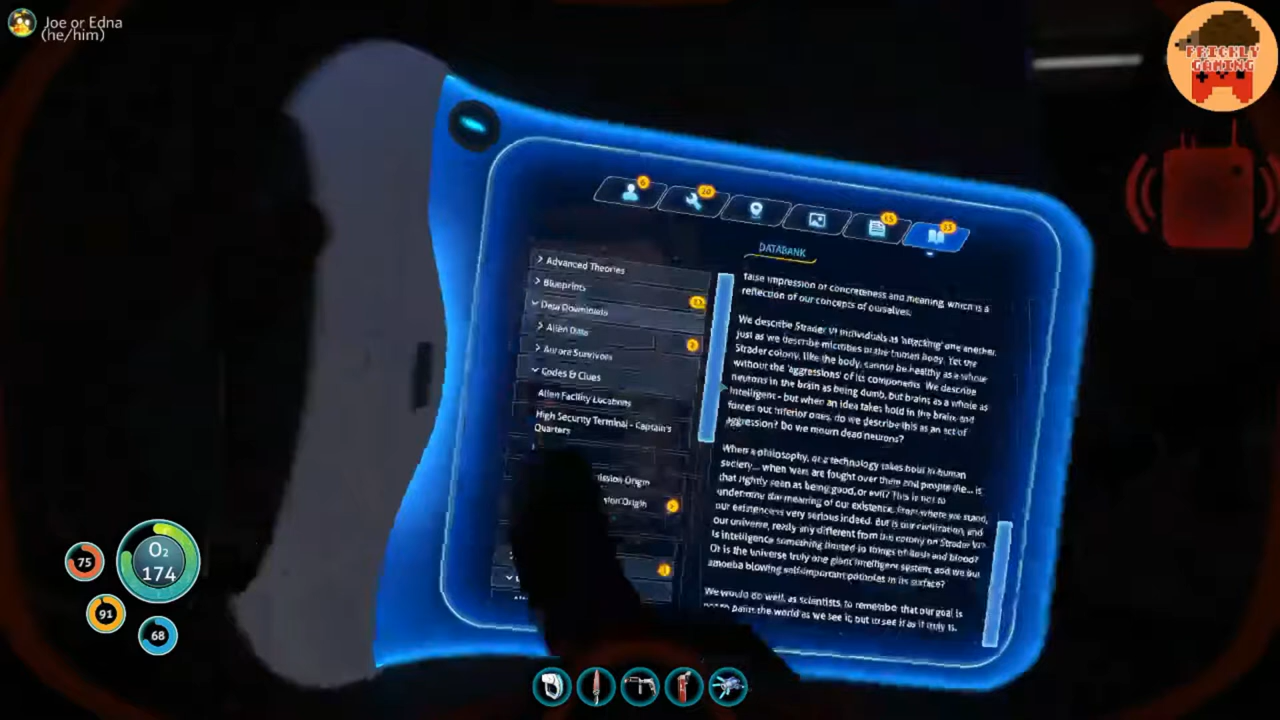 Joe or Edna
(he/him)
FRICKLY
GAMING
6
20
15
33
DATABANK
Advanced Theories
Blueprints
Data Downloads
Alien Data
2
Aurora Survivors
Codes & Clues
Alien Facility Locations
High Security Terminal - Captain's
Quarters
Origin
Origin
false impression of concreteness and meaning which is a
reflection of our concepts of ourselves.
We describe Strader VI individuals as 'attacking' one another,
just as we describe microbes in the human body. Yet the
Strader colony, like the body, cannot be healthy as a whole
without the 'aggressions' of its components. We describe
neurons in the brain as being dumb, but brains as a whole as
intelligent - but when an idea takes hold in the brain, and
forces out inferior ones, do we describe this as an act of
aggression? Do we mourn dead neurons?
When a philosophy, or a technology takes hold in human
society... when wars are fought over them and people die... is
that rightly seen as being good, or evil? This is not to
undermine the meaning of our existence. From where we stand,
our existence is very serious indeed. But is our civilization, and
our universe, really any different from the colony on Strader VI?
Is intelligence something limited to things of flesh and blood?
Or is the universe truly one giant intelligent system, and we but
amoeba blowing self-important potholes in its surface?
We would do well, as scientists, to remember that our goal is
not to paint the world as we see it, but to see it as it truly is.
O₂
174
75
91
68